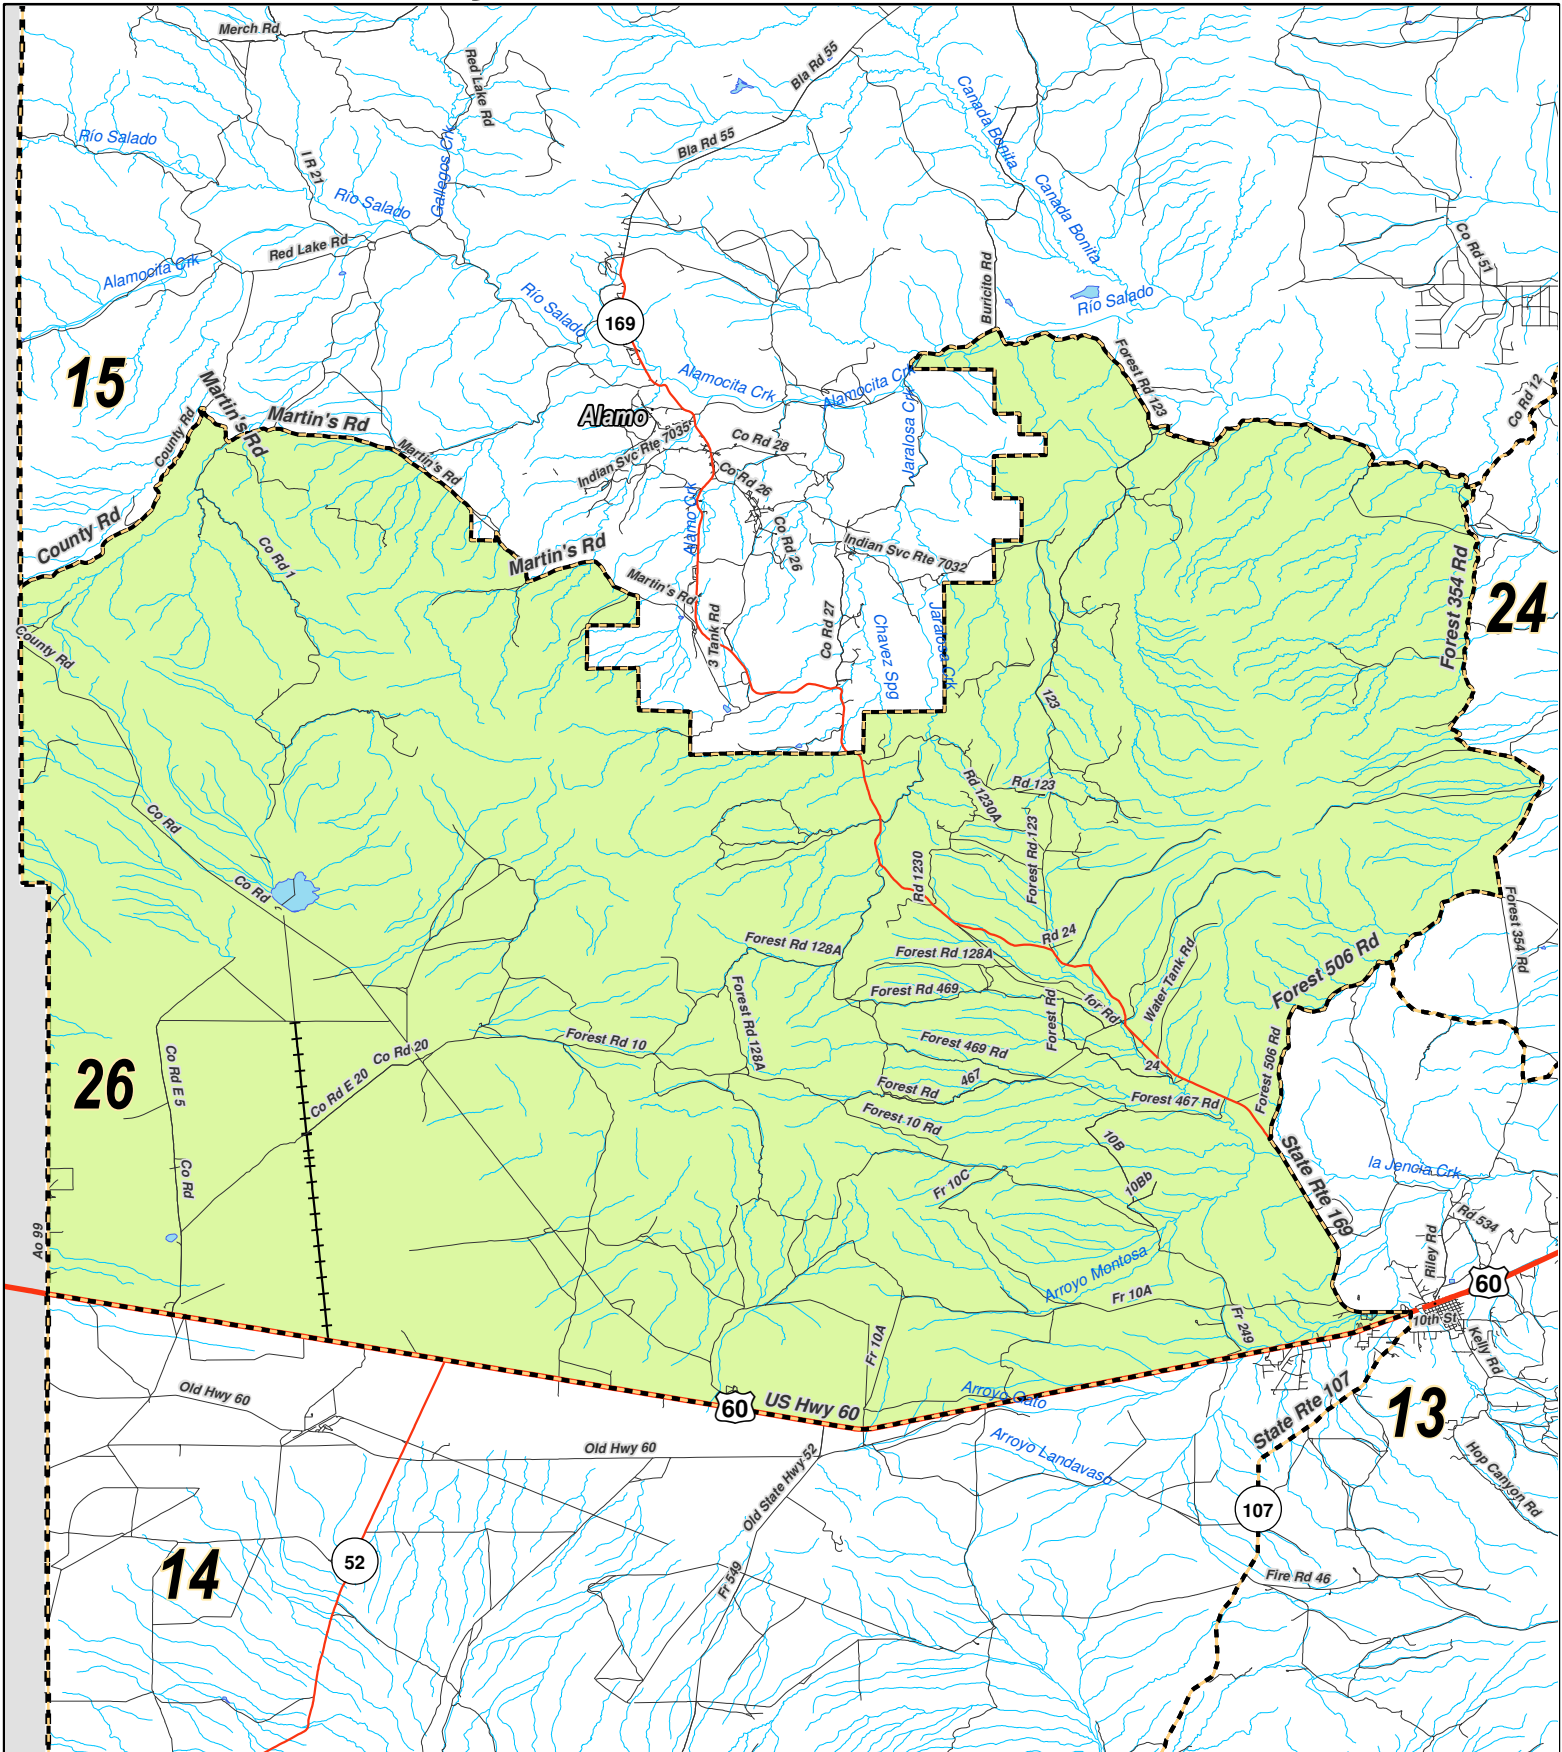 Merch Rd
Red Lake Rd
Bla Rd 55
Canada Bonita
Río Salado
I R 21
Gallegos Crk
Bla Rd 55
Río Salado
Canada Bonita
Red Lake Rd
Co Rd 51
Alamocita Crk
Buricito Rd
Río Salado
Río Salado
169
15
Martin's Rd
Alamocita Crk
Alamocita Crk
Forest Rd 123
Co Rd 12
County Rd
Martin's Rd
Alamo
Jaralosa Crk
Martin's Rd
Indian Svc Rte 7035
Co Rd 28
Co Rd 26
County Rd
Co Rd 1
Martin's Rd
Alamo Crk
Co Rd 26
Indian Svc Rte 7032
Forest 354 Rd
24
Martin's Rd
3 Tank Rd
Co Rd 27
Chavez Spg
Jaralosa Crk
County Rd
123
Co Rd
Rd 1230A
Rd 123
Forest Rd 123
Co Rd
Rd 1230
Forest 354 Rd
Forest Rd 128A
Forest Rd 128A
Rd 24
Water Tank Rd
Forest 506 Rd
Forest Rd 469
Forest Rd 128A
for Rd
Forest Rd
26
Co Rd E 5
Co Rd 20
Co Rd E 20
Forest Rd 10
Forest 469 Rd
24
Forest 506 Rd
Forest Rd
467
Forest 467 Rd
Forest 10 Rd
10B
State Rte 169
la Jencia Crk
Co Rd
Fr 10C
10Bb
Rd 534
Ao 99
Riley Rd
Arroyo Montosa
Fr 10A
60
Fr 249
10th St
Fr 10A
Kelly Rd
Old Hwy 60
60
US Hwy 60
Arroyo Gato
State Rte 107
13
Old Hwy 60
Arroyo Landavaso
Hop Canyon Rd
Old State Hwy 52
107
14
52
Fr 549
Fire Rd 46